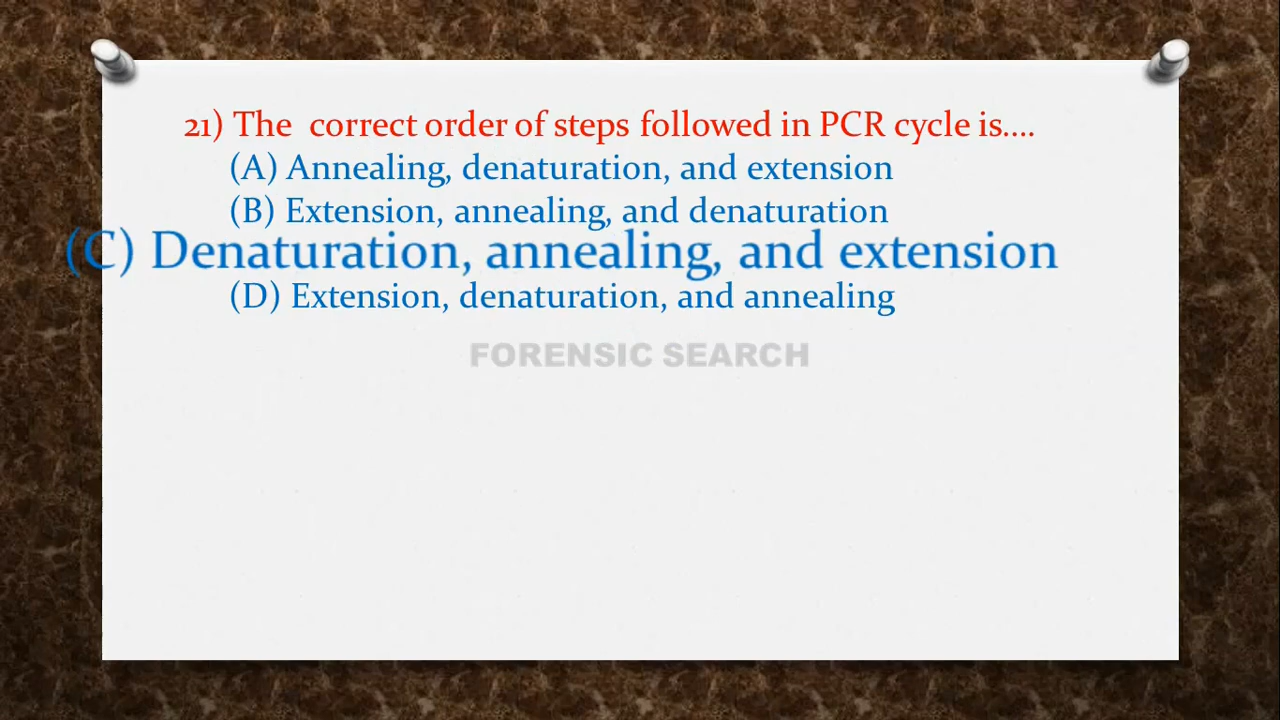 21) The correct order of steps followed in PCR cycle is....
(A) Annealing, denaturation, and extension
(B) Extension, annealing, and denaturation
(C) Denaturation, annealing, and extension
(D) Extension, denaturation, and annealing
FORENSIC SEARCH